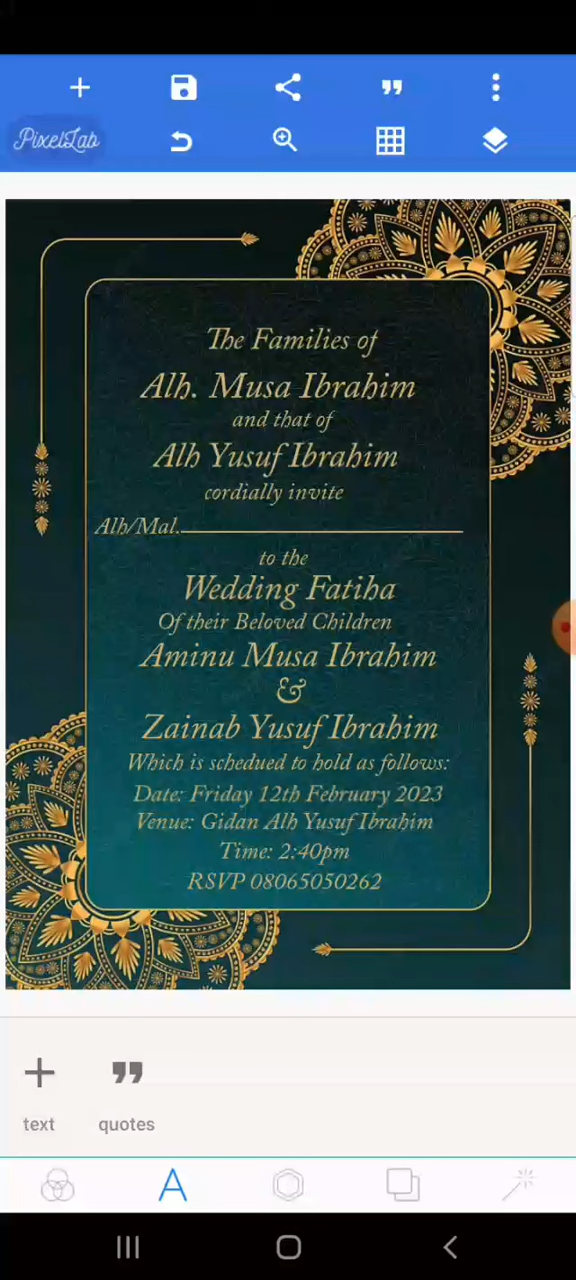 PixelLab
The Families of
Alh. Musa Ibrahim
and that of
Alh Yusuf Ibrahim
cordially invite
Alh/Mal.
to the
Wedding Fatiha
Of their Beloved Children
Aminu Musa Ibrahim
&
Zainab Yusuf Ibrahim
Which is schedued to hold as follows:
Date: Friday 12th February 2023
Venue: Gidan Alh Yusuf Ibrahim
Time: 2:40pm
RSVP 08065050262
text quotes